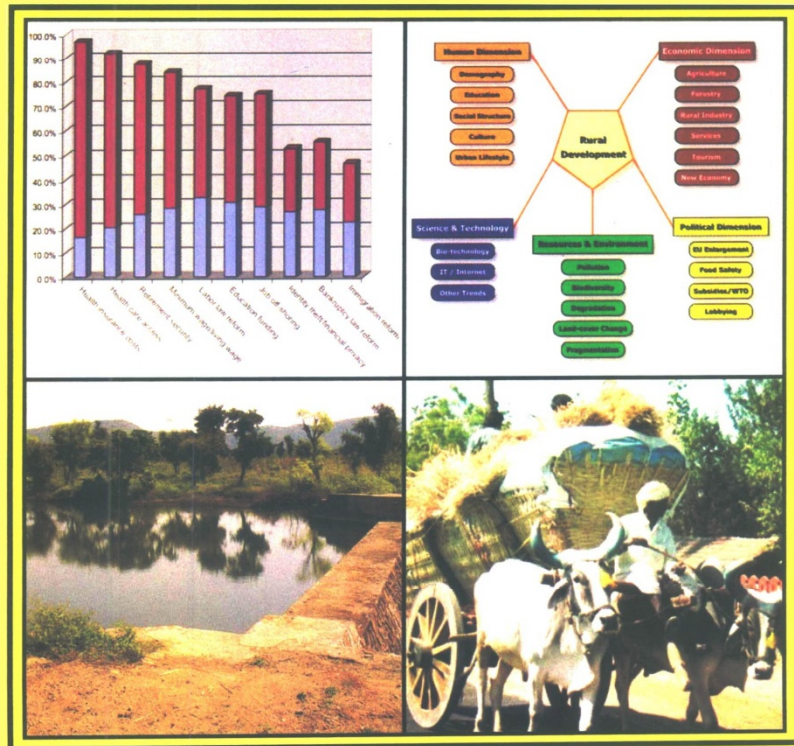 100.0%
90.0%
80.0%
70.0%
60.0%
50.0%
40.0%
30.0%
20.0%
10.0%
0.0%
Health insurance costs
Health care access
Retirement security
Minimum wage/living wage
Labor law reform
Education funding
Job off-shoring
Identity theft/financial privacy
Bankruptcy law reform
Immigration reform
Human Dimension
Demography
Education
Social Structure
Culture
Urban Lifestyle
Economic Dimension
Agriculture
Forestry
Rural Industry
Services
Tourism
New Economy
Rural
Development
Science & Technology
Bio-technology
IT / Internet
Other Trends
Resources & Environment
Pollution
Biodiversity
Degradation
Land-cover Change
Fragmentation
Political Dimension
EU Enlargement
Food Safety
Subsidies/WTO
Lobbying